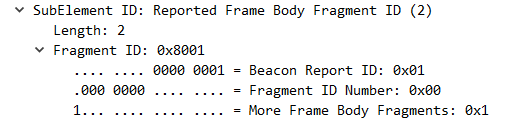 SubElement ID: Reported Frame Body Fragment ID (2)
Length: 2
Fragment ID: 0x8001
.... .... 0000 0001 = Beacon Report ID: 0x01
.000 0000 .... .... = Fragment ID Number: 0x00
1... .... .... .... = More Frame Body Fragments: 0x1